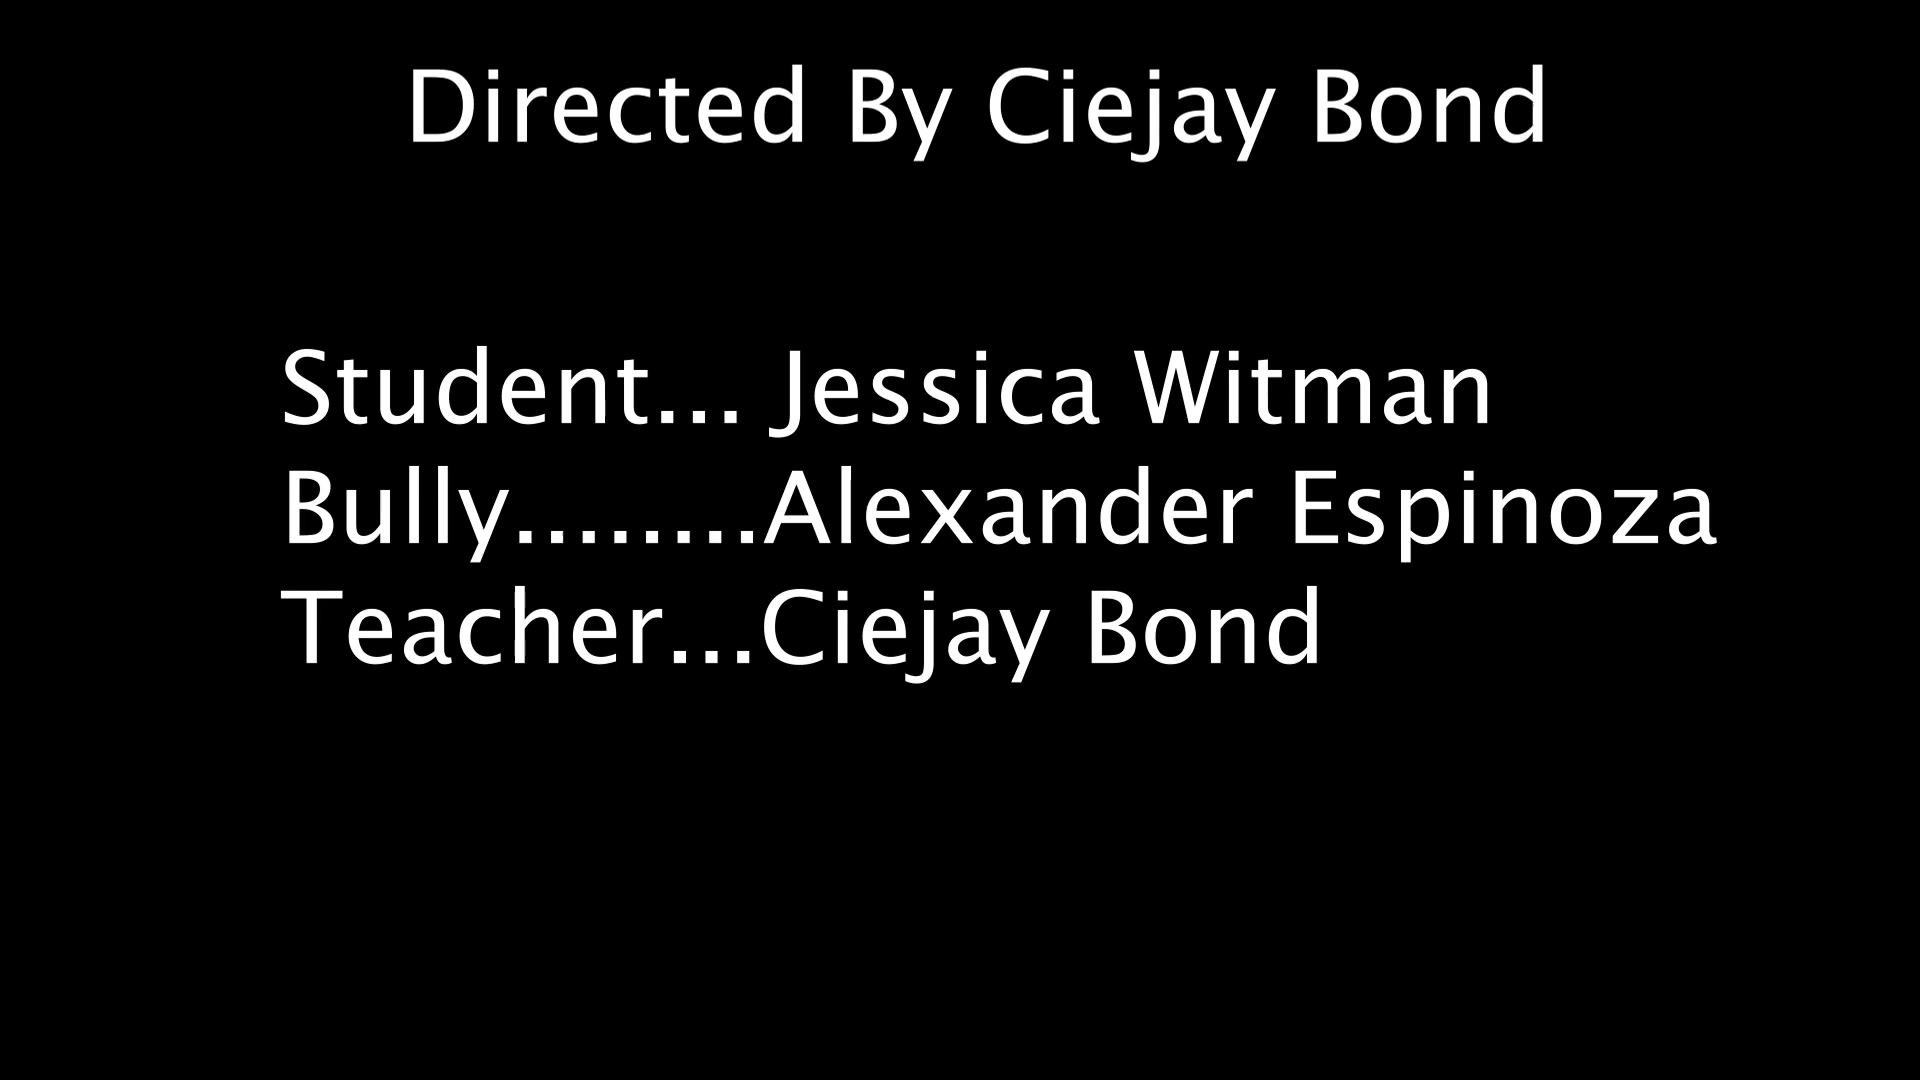 Directed By Ciejay Bond
Student... Jessica Witman
Bully........Alexander Espinoza
Teacher...Ciejay Bond